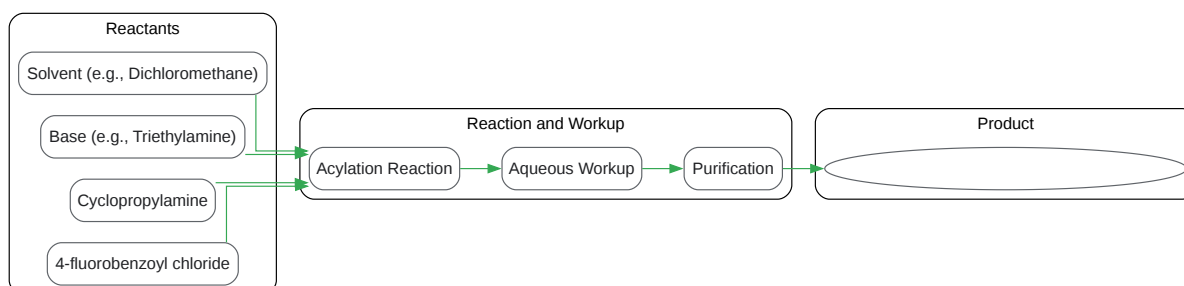 Reactants
Solvent (e.g., Dichloromethane)
Base (e.g., Triethylamine)
Cyclopropylamine
4-fluorobenzoyl chloride
Reaction and Workup
Acylation Reaction
Aqueous Workup
Purification
Product